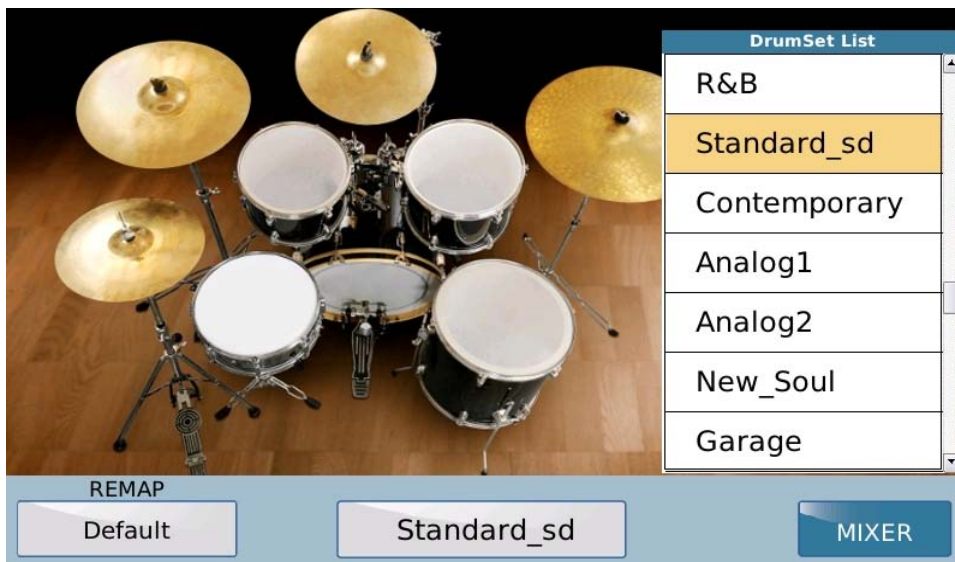 DrumSet List
R&B
Standard_sd
Contemporary
Analog1
Analog2
New_Soul
Garage
REMAP
Default
Standard_sd
MIXER